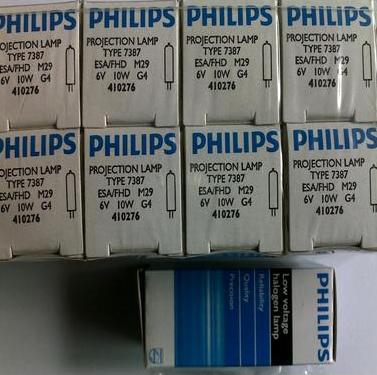 PHILIPS
PROJECTION LAMP
TYPE 7387
ESA/FHD M29
6V 10W G4
410276
PHILIPS
PROJECTION LAMP
TYPE 7387
ESA/FHD M29
6V 10W G4
410276
PHILIPS
PROJECTION LAMP
TYPE 7387
ESA/FHD M29
6V 10W G4
410276
PHILIPS
PROJECTION LAMP
TYPE 7387
ESA/FHD M29
6V 10W G4
410276
PHILIPS
PROJECTION LAMP
TYPE 7387
ESA/FHD M29
6V 10W G4
410276
PHILIPS
PROJECTION LAMP
TYPE 7387
ESA/FHD M29
6V 10W G4
410276
PHILIPS
PROJECTION LAMP
TYPE 7387
ESA/FHD M29
6V 10W G4
410276
PHILIPS
PROJECTION LAMP
TYPE 7387
ESA/FHD M29
6V 10W G4
410276
PHILIPS
Low voltage
halogen lamp
Reliability
Quality
Precision